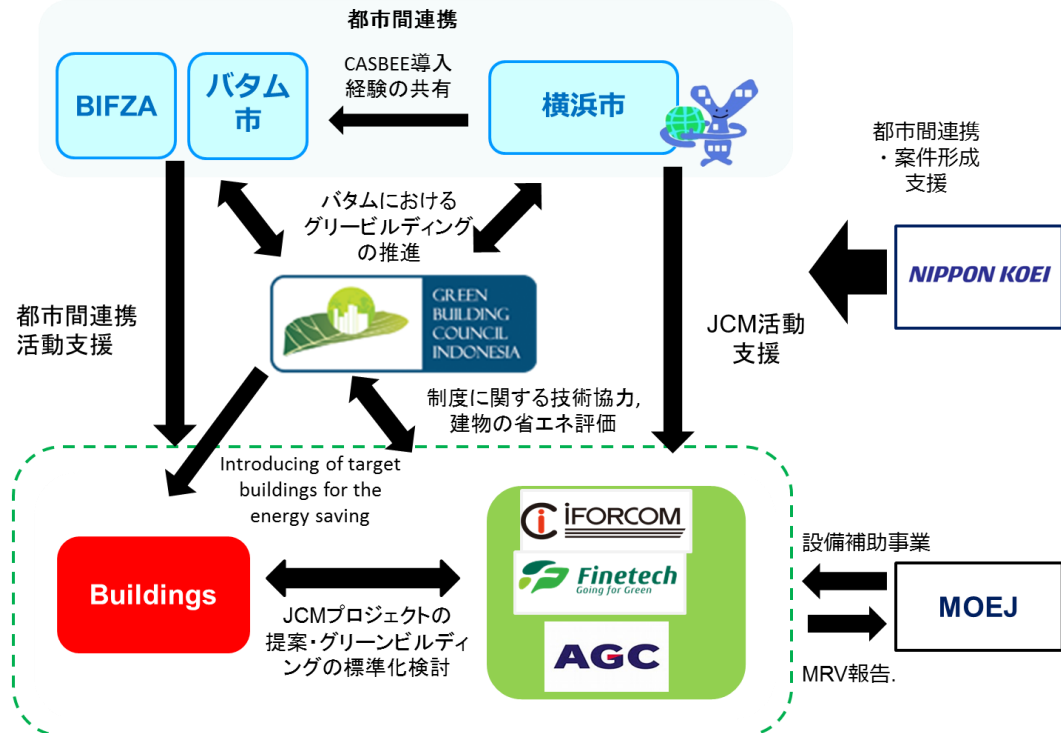 都市間連携
BIFZA
バタム
市
CASBEE導入
経験の共有
横浜市
都市間連携
・案件形成
支援
NIPPON KOEI
バタムにおける
グリービルディング
の推進
GREEN
BUILDING
COUNCIL
INDONESIA
都市間連携
活動支援
JCM活動
支援
制度に関する技術協力,
建物の省エネ評価
Introducing of target
buildings for the
energy saving
iFORCOM
Finetech
Going for Green
AGC
Buildings
JCMプロジェクトの
提案・グリーンビルディ
ングの標準化検討
設備補助事業
MOEJ
MRV報告.